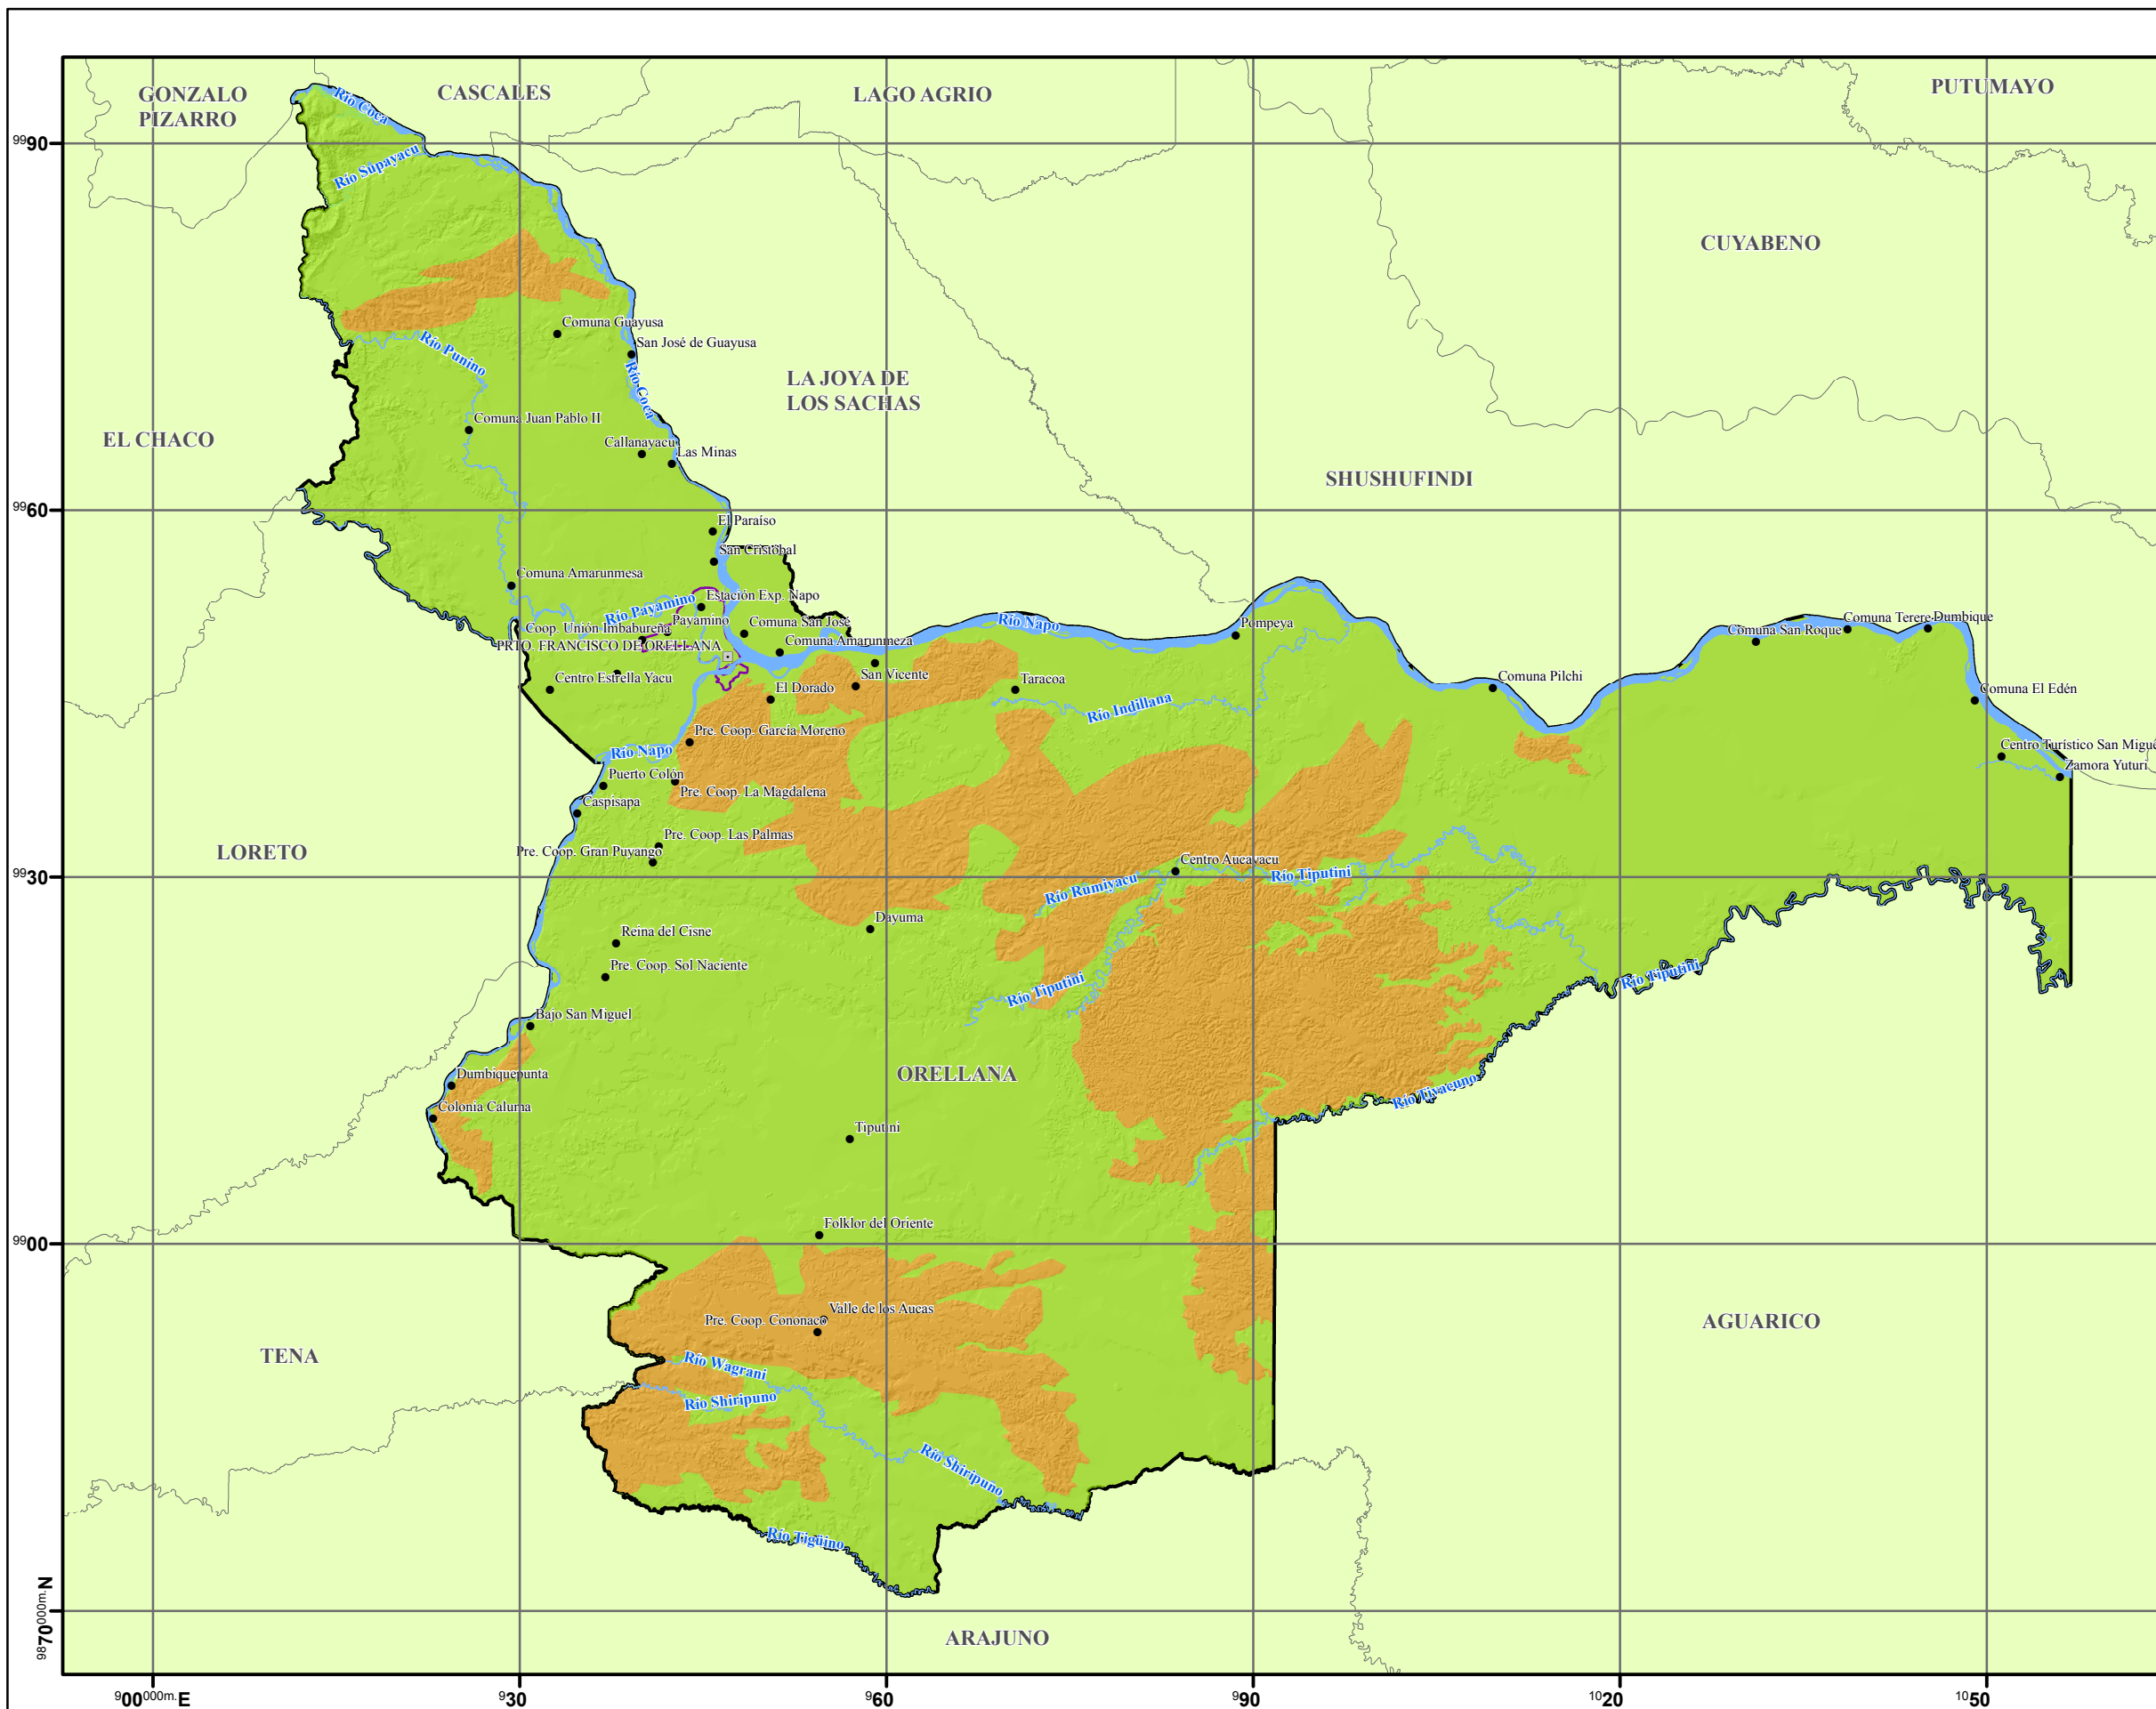 GONZALO
PIZARRO
CASCALES
LAGO AGRIO
PUTUMAYO
Río Coca
9990
Río Súpayacu
CUYABENO
Comuna Guayusa
San José de Guayusa
Río Punino
Río Coca
LA JOYA DE
LOS SACHAS
EL CHACO
Comuna Juan Pablo II
Callanayacu
Las Minas
SHUSHUFINDI
9960
El Paraíso
San Cristóbal
Comuna Amarunmesa
Estación Exp. Napo
Río Payamino
Payamino
Coop. Unión Imbabureña
Comuna San José
Río Napo
Pompeya
Comuna Terere
Dumbique
Comuna San Roque
PRTO. FRANCISCO DE ORELLANA
Comuna Amarunmeza
Centro Estrella Yacu
San Vicente
El Dorado
Taracoa
Comuna Pilchi
Comuna El Edén
Río Indillana
Pre. Coop. García Moreno
Río Napo
Centro Turístico San Migue
Zamora Yuturi
Puerto Colón
Pre. Coop. La Magdalena
Caspisapa
Pre. Coop. Las Palmas
Pre. Coop. Gran Puyango
LORETO
Centro Aucayacu
9930
Río Rumiyacu
Río Tiputini
Dayuma
Reina del Cisne
Pre. Coop. Sol Naciente
Río Tiputini
Río Tiputini
Bajo San Miguel
Dumbiquepunta
ORELLANA
Río Tivacuno
Colonia Caluma
Tiputini
Folklor del Oriente
9900
Valle de los Aucas
Pre. Coop. Cononaco
AGUARICO
TENA
Río Wagrani
Río Shiripuno
Río Shiripuno
Río Tigüino
9870000m.N
ARAJUNO
900000m.E
930
960
990
1020
1050